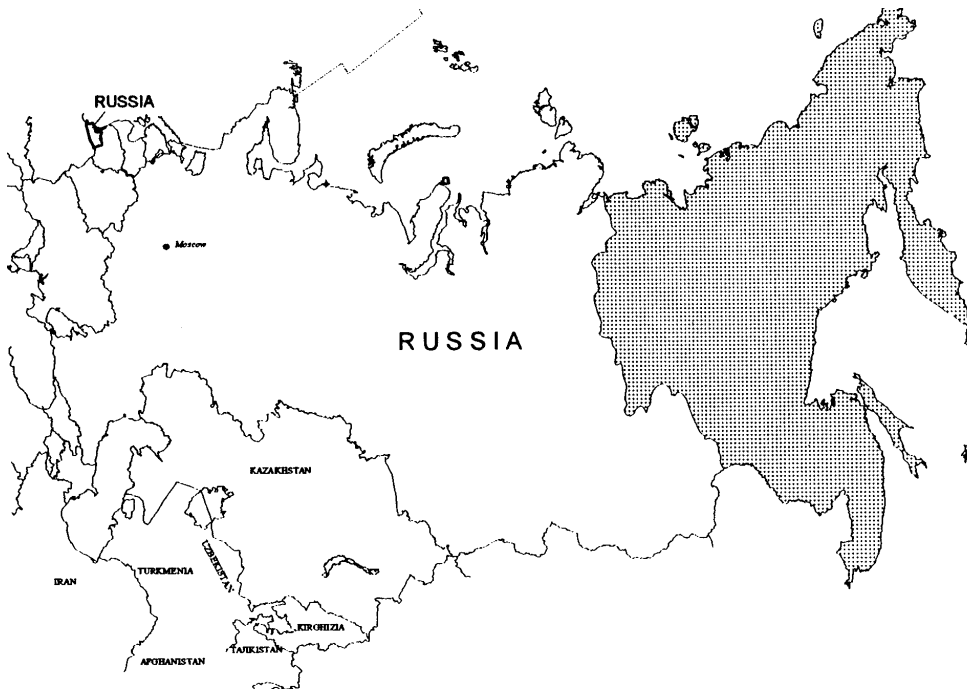 RUSSIA
Moscow
RUSSIA
KAZAKHSTAN
UZBEKISTAN
TURKMENIA
IRAN
KIRGHIZIA
TAJIKISTAN
AFGHANISTAN